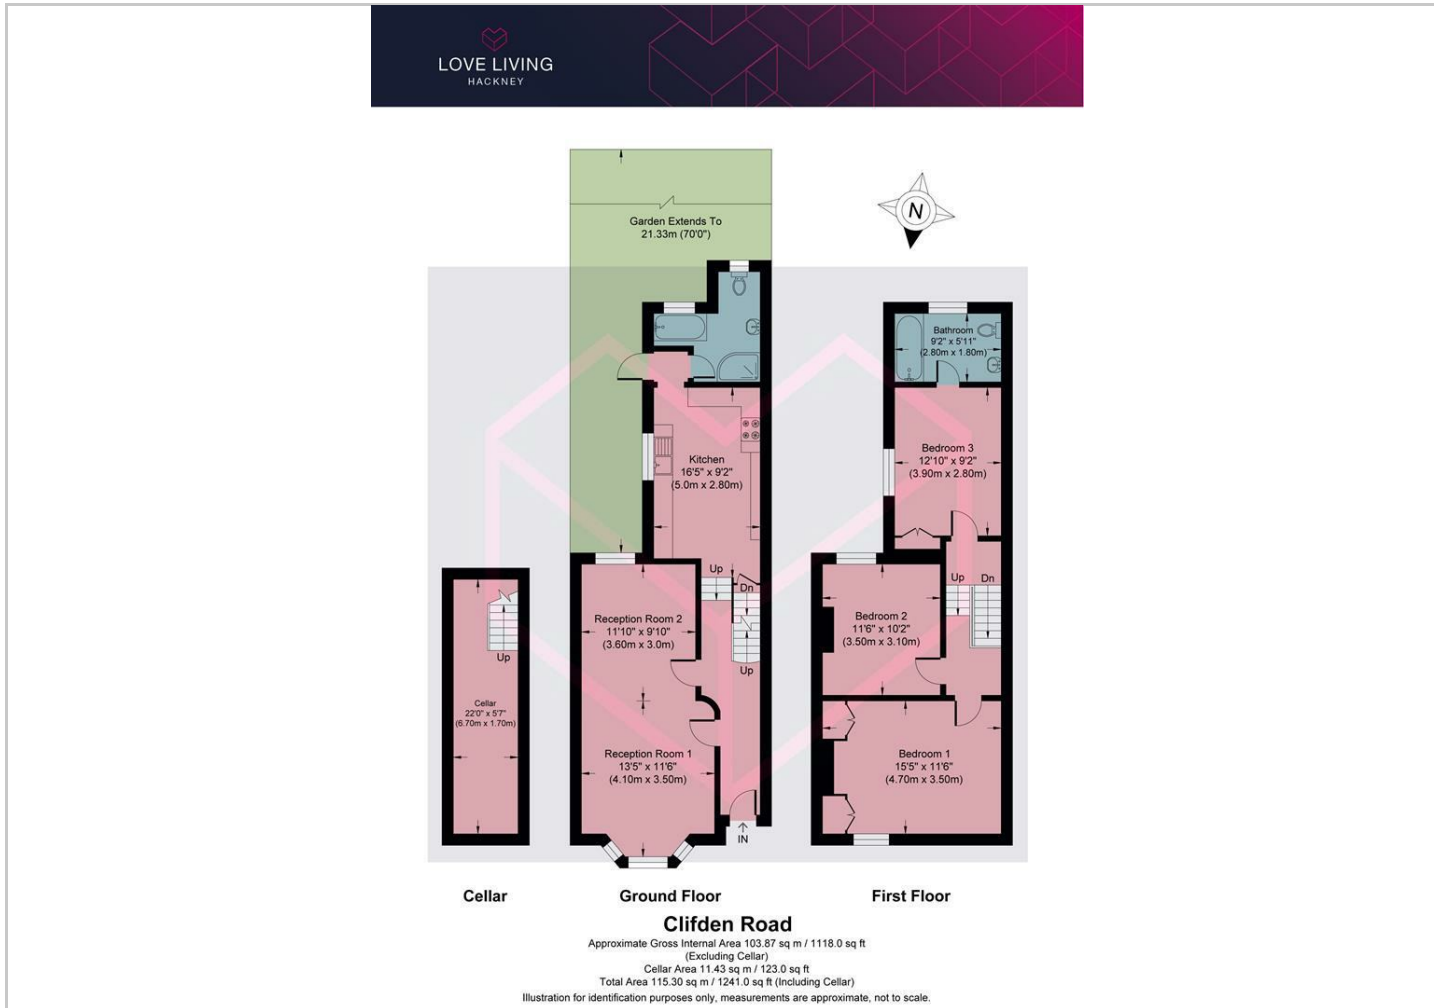 LOVE LIVING
HACKNEY
N
Garden Extends To
21.33m (70'0")
Bathroom
9'2" x 5'11"
(2.80m x 1.80m)
Kitchen
16'5" x 9'2"
(5.0m x 2.80m)
Bedroom 3
12'10" x 9'2"
(3.90m x 2.80m)
Up
Dn
Up
Dn
Reception Room 2
11'10" x 9'10"
(3.60m x 3.0m)
Bedroom 2
11'6" x 10'2"
(3.50m x 3.10m)
Up
Up
Cellar
22'0" x 5'7"
(6.70m x 1.70m)
Reception Room 1
13'5" x 11'6"
(4.10m x 3.50m)
Bedroom 1
15'5" x 11'6"
(4.70m x 3.50m)
IN
Cellar
Ground Floor
First Floor
Clifden Road
Approximate Gross Internal Area 103.87 sq m / 1118.0 sq ft
(Excluding Cellar)
Cellar Area 11.43 sq m / 123.0 sq ft
Total Area 115.30 sq m / 1241.0 sq ft (Including Cellar)
Illustration for identification purposes only, measurements are approximate, not to scale.